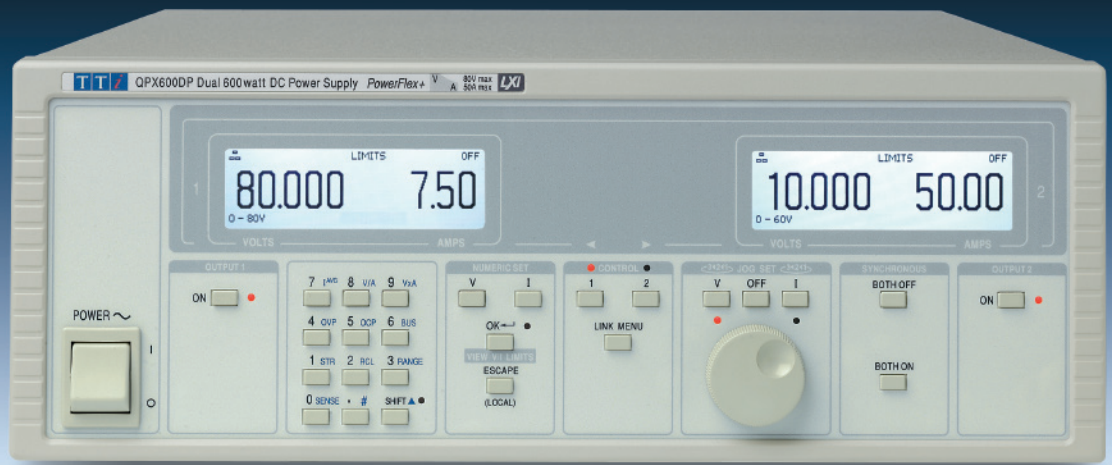 TTi QPX600DP Dual 600watt DC Power Supply PowerFlex+ V A 80V max 50A max LXI
1
LIMITS OFF
80.000 7.50
0 - 80V
VOLTS AMPS
LIMITS OFF
10.000 50.00
0 - 60V
VOLTS AMPS
2
POWER
I
O
OUTPUT 1
ON
7 I AVG 8 V/A 9 VxA
4 OVP 5 OCP 6 BUS
1 STR 2 RCL 3 RANGE
0 SENSE . # SHIFT
NUMERIC SET
V I
OK
VIEW V/I LIMITS
ESCAPE
(LOCAL)
CONTROL
1 2
LINK MENU
JOG SET
V OFF I
SYNCHRONOUS
BOTH OFF
BOTH ON
OUTPUT 2
ON